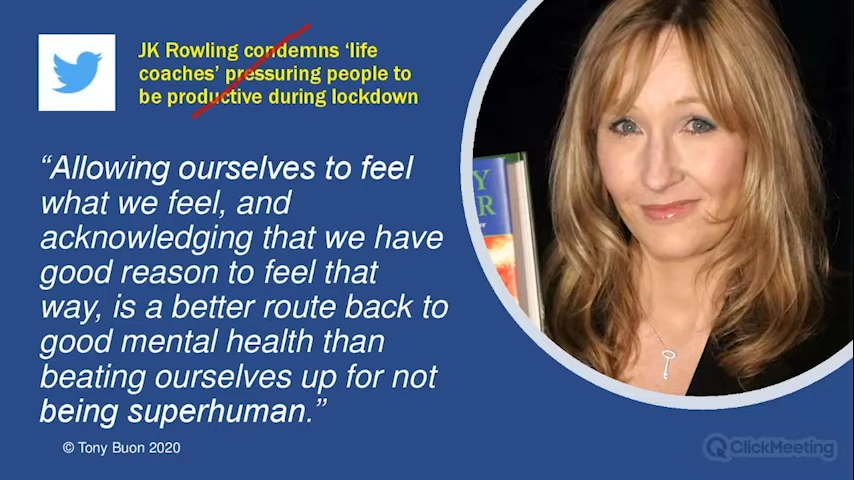 JK Rowling condemns ‘life
coaches’ pressuring people to
be productive during lockdown
“Allowing ourselves to feel
what we feel, and
acknowledging that we have
good reason to feel that
way, is a better route back to
good mental health than
beating ourselves up for not
being superhuman.”
© Tony Buon 2020
Y
R
ClickMeeting